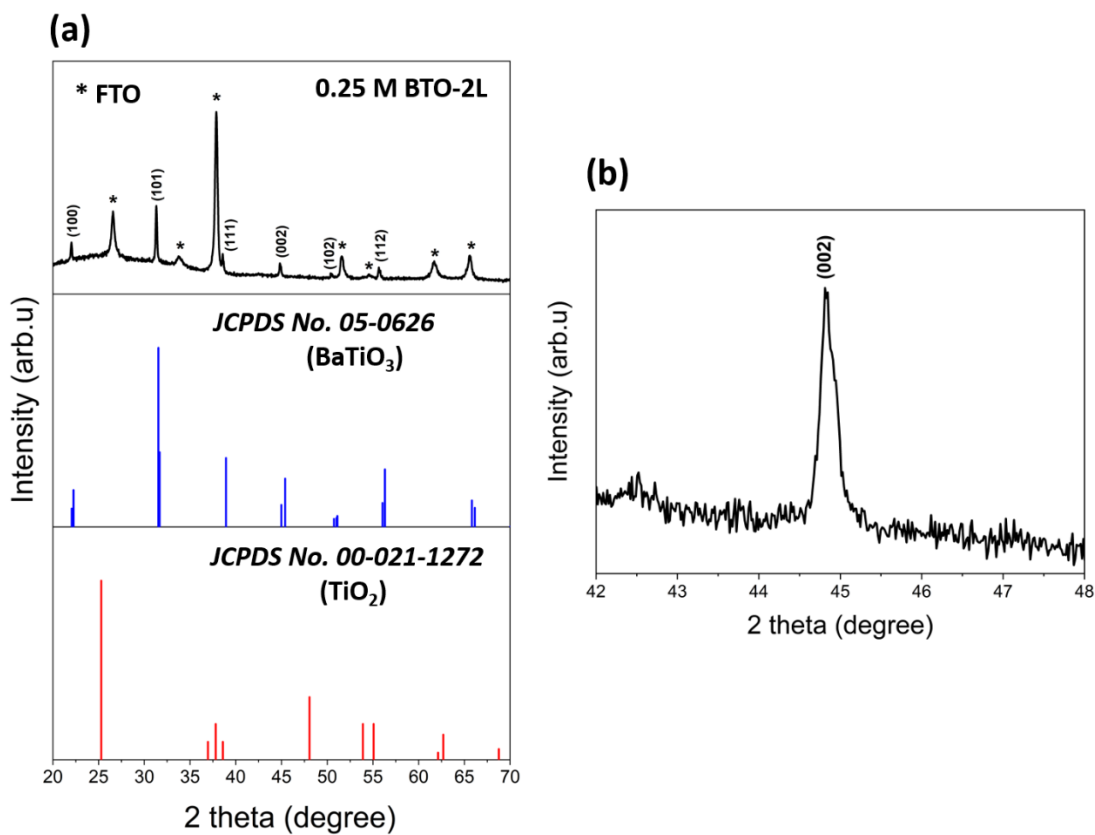 (a)
* FTO
0.25 M BTO-2L
(100)
*
(101)
*
*
(111)
(002)
(102)
*
*
(112)
*
*
JCPDS No. 05-0626
(BaTiO₃)
JCPDS No. 00-021-1272
(TiO₂)
Intensity (arb.u)
20 25 30 35 40 45 50 55 60 65 70
2 theta (degree)
(b)
(002)
Intensity (arb.u)
42 43 44 45 46 47 48
2 theta (degree)